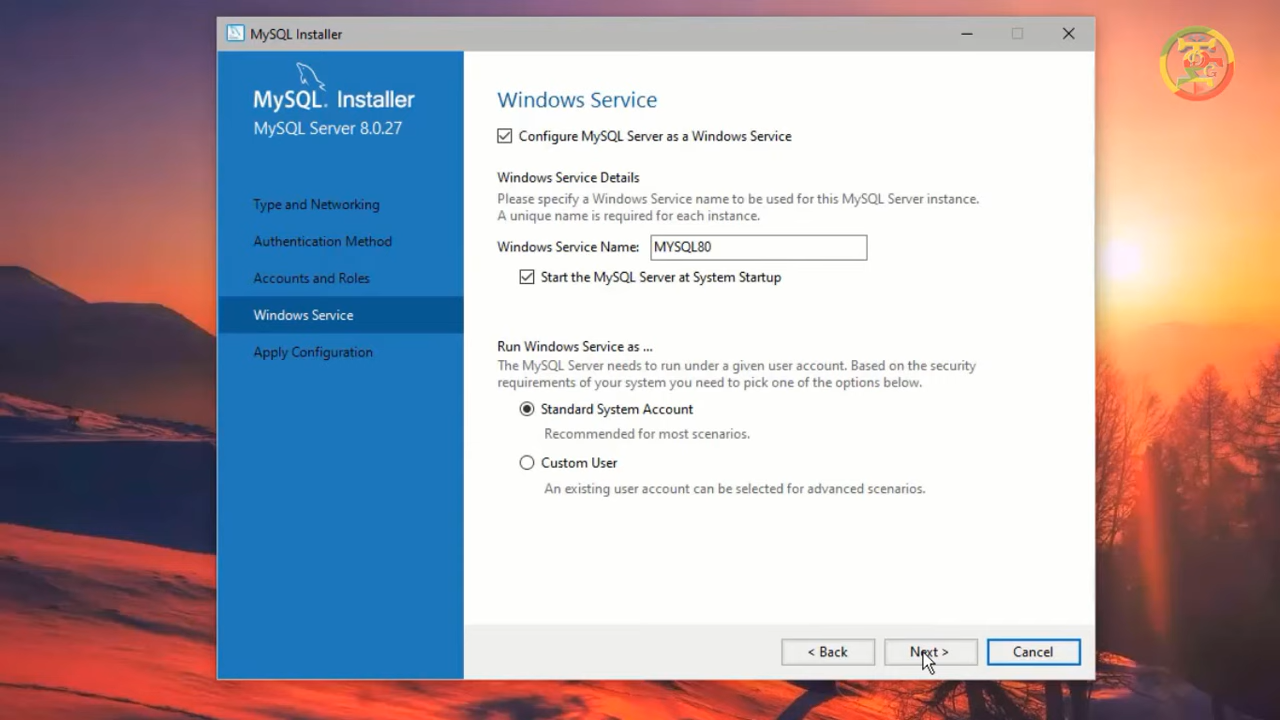 MySQL Installer
MySQL. Installer
MySQL Server 8.0.27
Type and Networking
Authentication Method
Accounts and Roles
Windows Service
Apply Configuration
Windows Service
Configure MySQL Server as a Windows Service
Windows Service Details
Please specify a Windows Service name to be used for this MySQL Server instance.
A unique name is required for each instance.
Windows Service Name: MYSQL80
Start the MySQL Server at System Startup
Run Windows Service as ...
The MySQL Server needs to run under a given user account. Based on the security
requirements of your system you need to pick one of the options below.
Standard System Account
Recommended for most scenarios.
Custom User
An existing user account can be selected for advanced scenarios.
< Back
Next >
Cancel